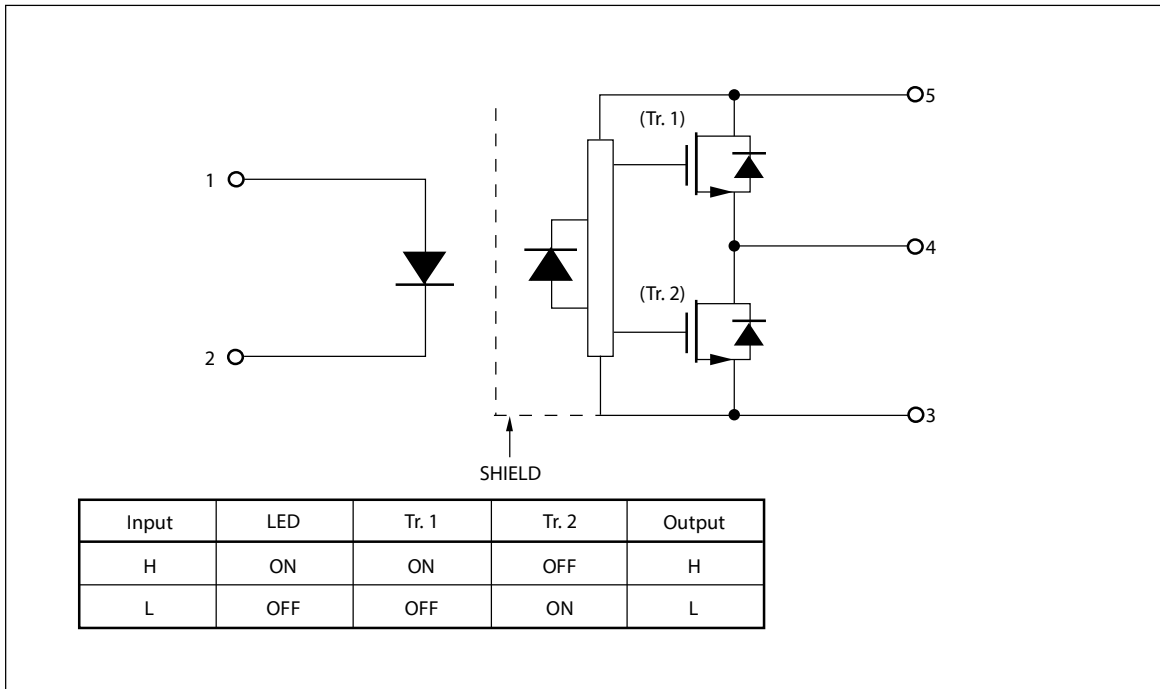 5
(Tr. 1)
1
4
(Tr. 2)
2
3
SHIELD
Input LED Tr. 1 Tr. 2 Output
H ON ON OFF H
L OFF OFF ON L